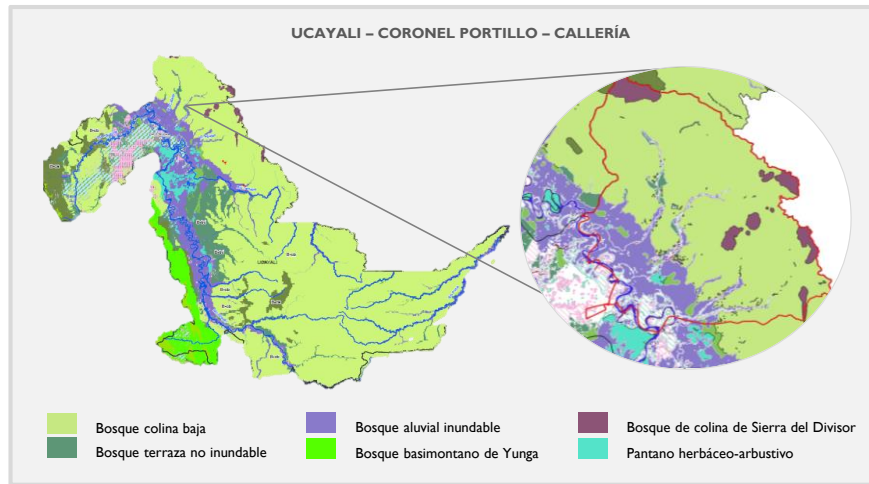 UCAYALI – CORONEL PORTILLO – CALLERÍA
Bosque colina baja
Bosque aluvial inundable
Bosque de colina de Sierra del Divisor
Bosque terraza no inundable
Bosque basimontano de Yunga
Pantano herbáceo-arbustivo